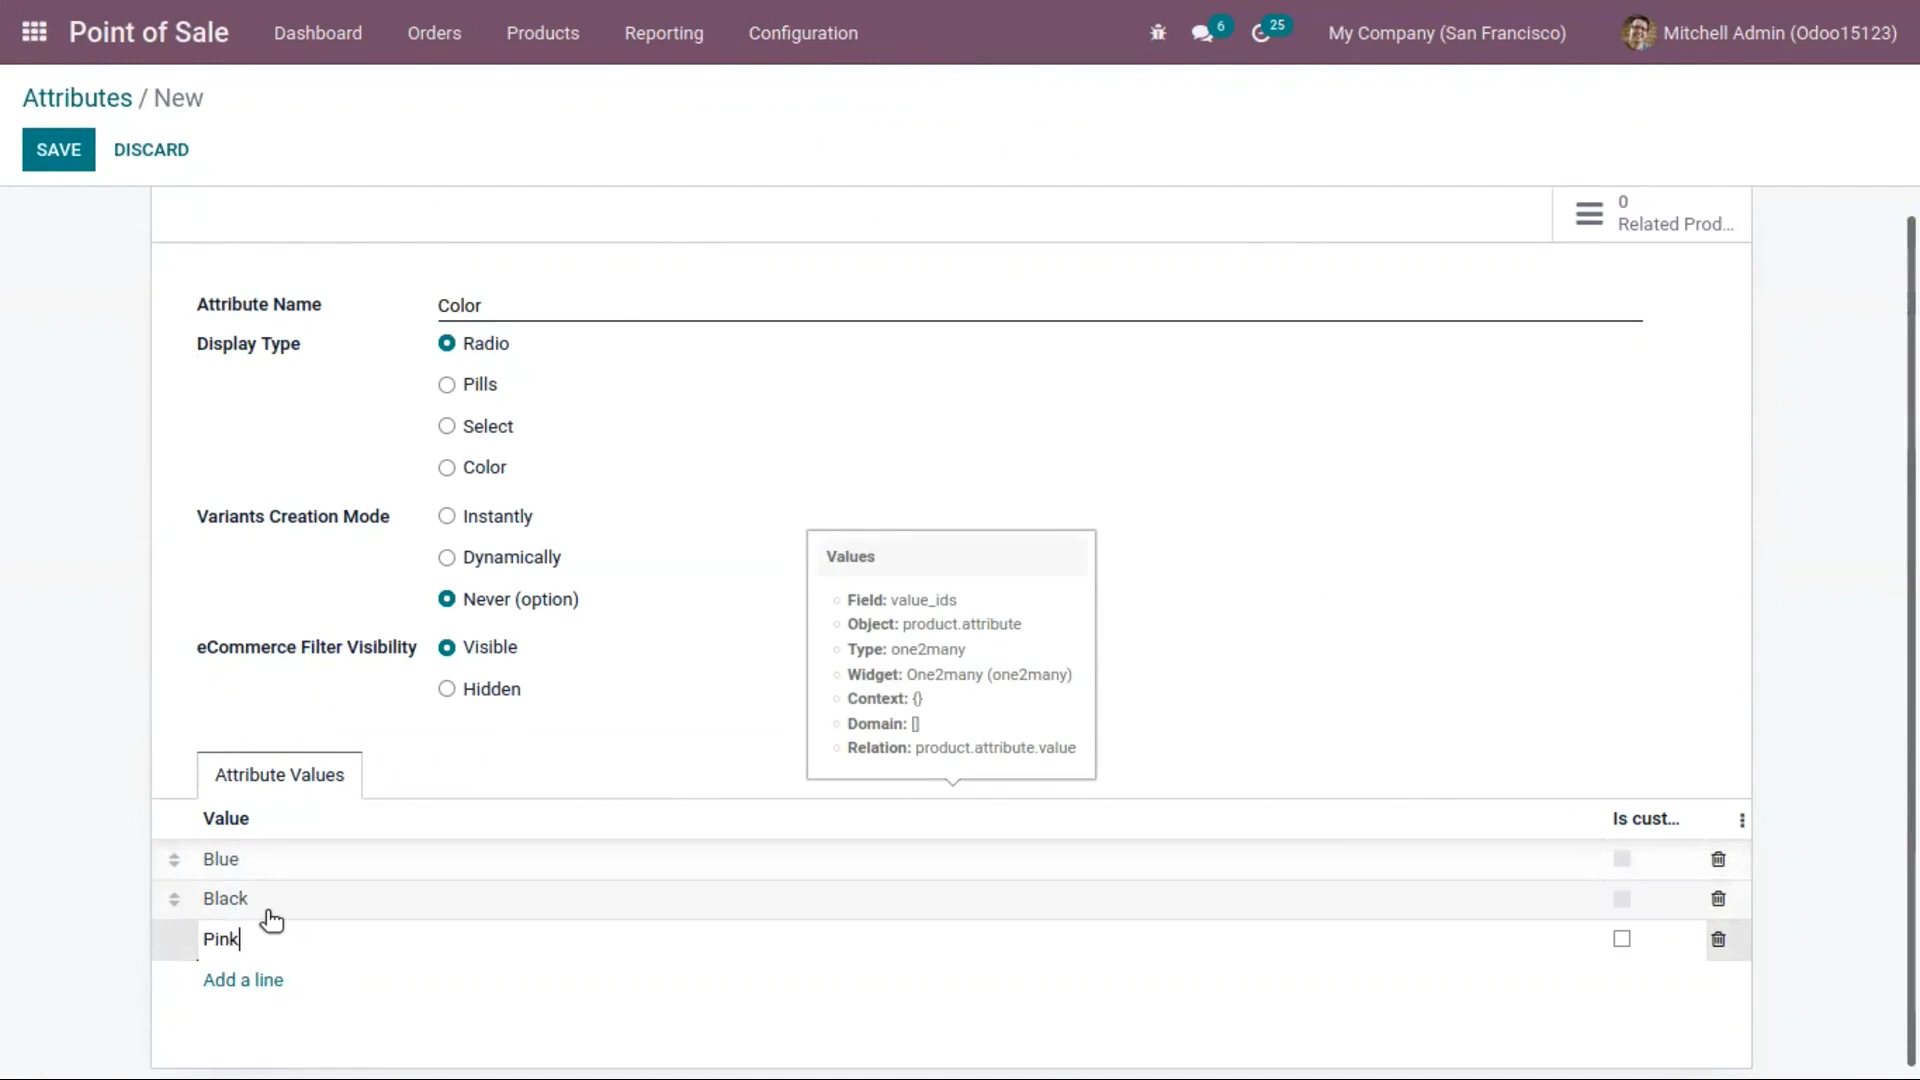 Point of Sale Dashboard Orders Products Reporting Configuration 6 25 My Company (San Francisco) Mitchell Admin (Odoo15123)
Attributes / New
SAVE DISCARD
0
Related Prod...
Attribute Name Color
Display Type Radio
Pills
Select
Color
Variants Creation Mode Instantly
Dynamically
Never (option)
eCommerce Filter Visibility Visible
Hidden
Values
Field: value_ids
Object: product.attribute
Type: one2many
Widget: One2many (one2many)
Context: {}
Domain: []
Relation: product.attribute.value
Attribute Values
Value Is cust...
Blue
Black
Pink
Add a line